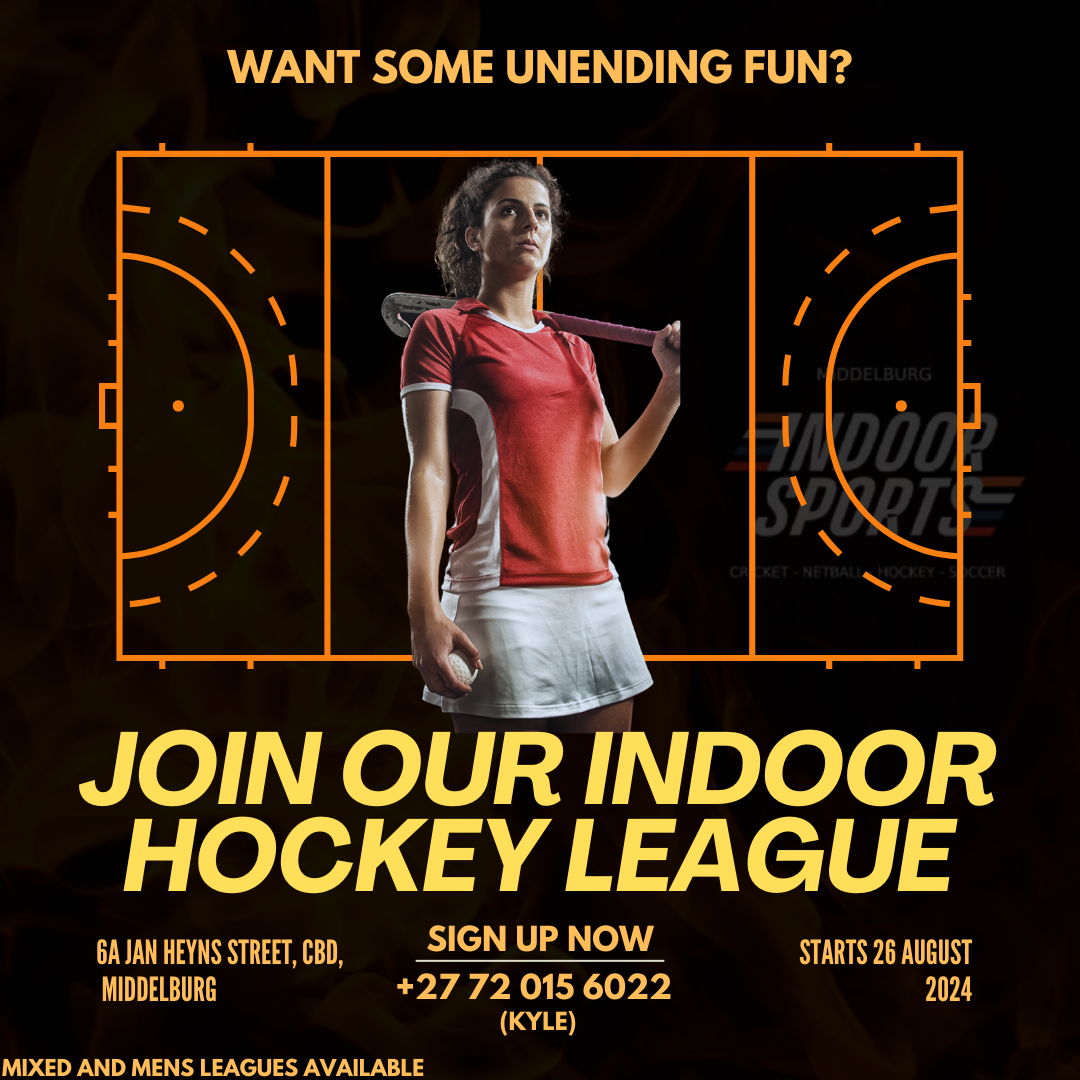 WANT SOME UNENDING FUN?
MIDDELBURG
INDOOR
SPORTS
CRICKET - NETBALL - HOCKEY - SOCCER
JOIN OUR INDOOR
HOCKEY LEAGUE
6A JAN HEYNS STREET, CBD,
MIDDELBURG
SIGN UP NOW
+27 72 015 6022
(KYLE)
STARTS 26 AUGUST
2024
MIXED AND MENS LEAGUES AVAILABLE